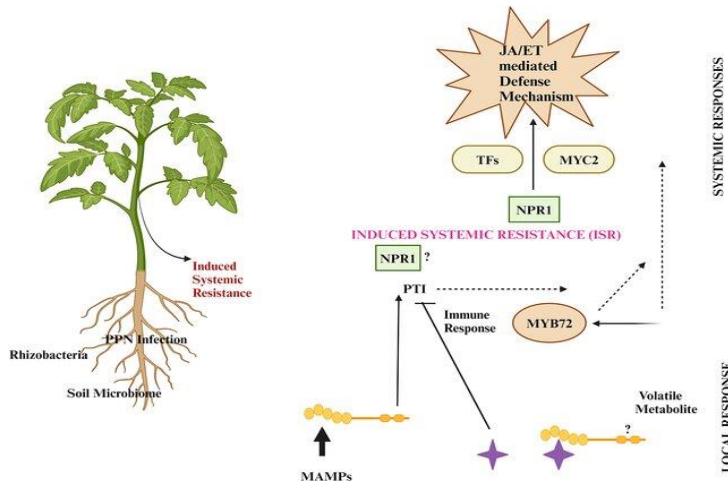 JA/ET
mediated
Defense
Mechanism
TFs
MYC2
NPR1
INDUCED SYSTEMIC RESISTANCE (ISR)
NPR1 ?
PTI
Immune
Response
MYB72
Volatile
Metabolite
?
MAMPs
Induced
Systemic
Resistance
PPN Infection
Rhizobacteria
Soil Microbiome
SYSTEMIC RESPONSES
LOCAL RESPONSE